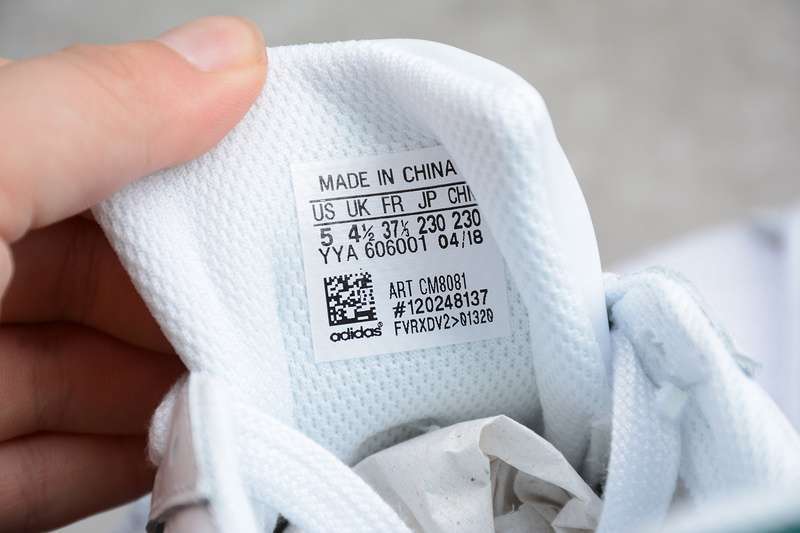 MADE IN CHINA
US UK FR JP CHN
5 4½ 37⅓ 230 230
YYA 606001 04/18
ART CM8081
#120248137
adidas
FVRXDV2>01320